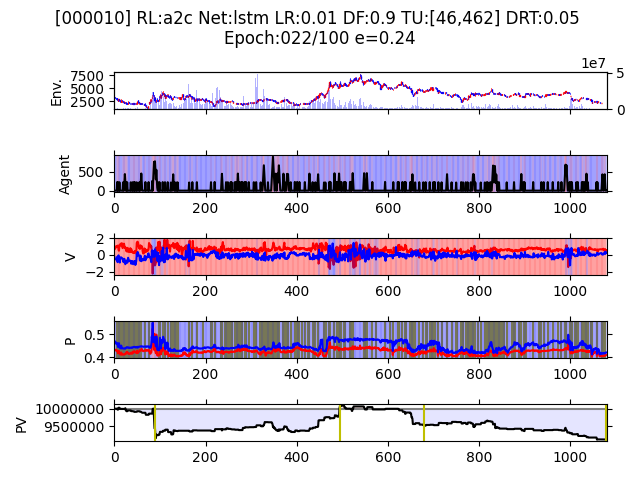 [000010] RL:a2c Net:lstm LR:0.01 DF:0.9 TU:[46,462] DRT:0.05
Epoch:022/100 e=0.24
1e7
Env.
7500
5000
2500
5
0
Agent
500
0
0 200 400 600 800 1000
V
2
0
−2
0 200 400 600 800 1000
P
0.5
0.4
0 200 400 600 800 1000
PV
10000000
9500000
0 200 400 600 800 1000